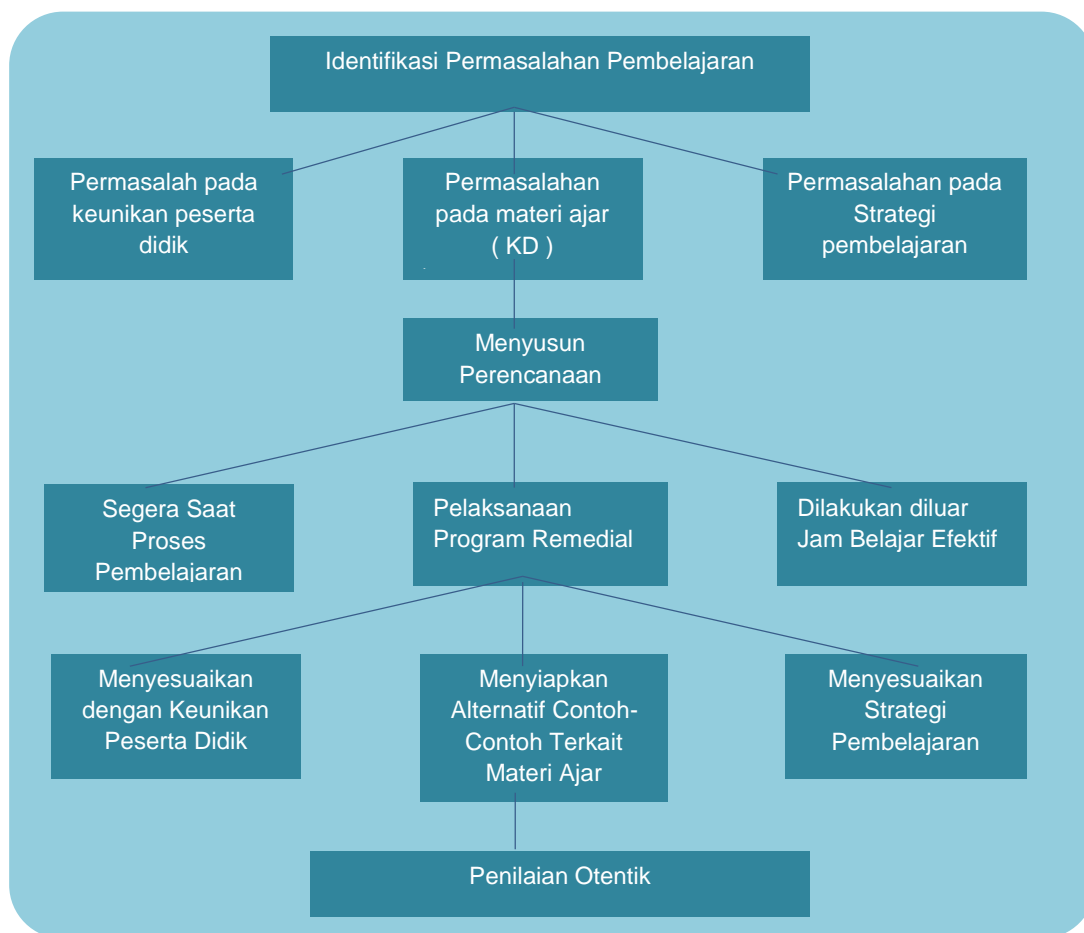 Identifikasi Permasalahan Pembelajaran
Permasalah pada
keunikan peserta
didik
Permasalahan
pada materi ajar
( KD )
Permasalahan pada
Strategi
pembelajaran
Menyusun
Perencanaan
Segera Saat
Proses
Pembelajaran
Pelaksanaan
Program Remedial
Dilakukan diluar
Jam Belajar Efektif
Menyesuaikan
dengan Keunikan
Peserta Didik
Menyiapkan
Alternatif Contoh-
Contoh Terkait
Materi Ajar
Menyesuaikan
Strategi
Pembelajaran
Penilaian Otentik